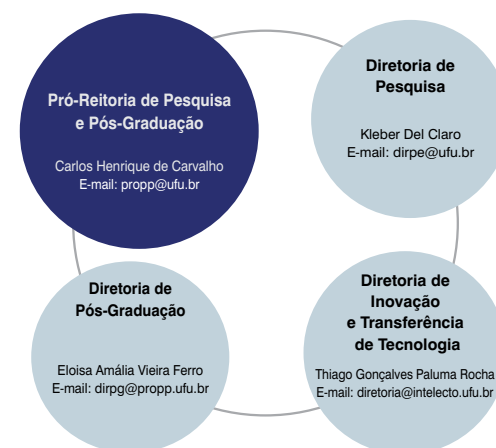 Pró-Reitoria de Pesquisa
e Pós-Graduação
Carlos Henrique de Carvalho
E-mail: propp@ufu.br
Diretoria de
Pesquisa
Kleber Del Claro
E-mail: dirpe@ufu.br
Diretoria de
Pós-Graduação
Eloisa Amália Vieira Ferro
E-mail: dirpg@propp.ufu.br
Diretoria de
Inovação
e Transferência
de Tecnologia
Thiago Gonçalves Paluma Rocha
E-mail: diretoria@intelecto.ufu.br